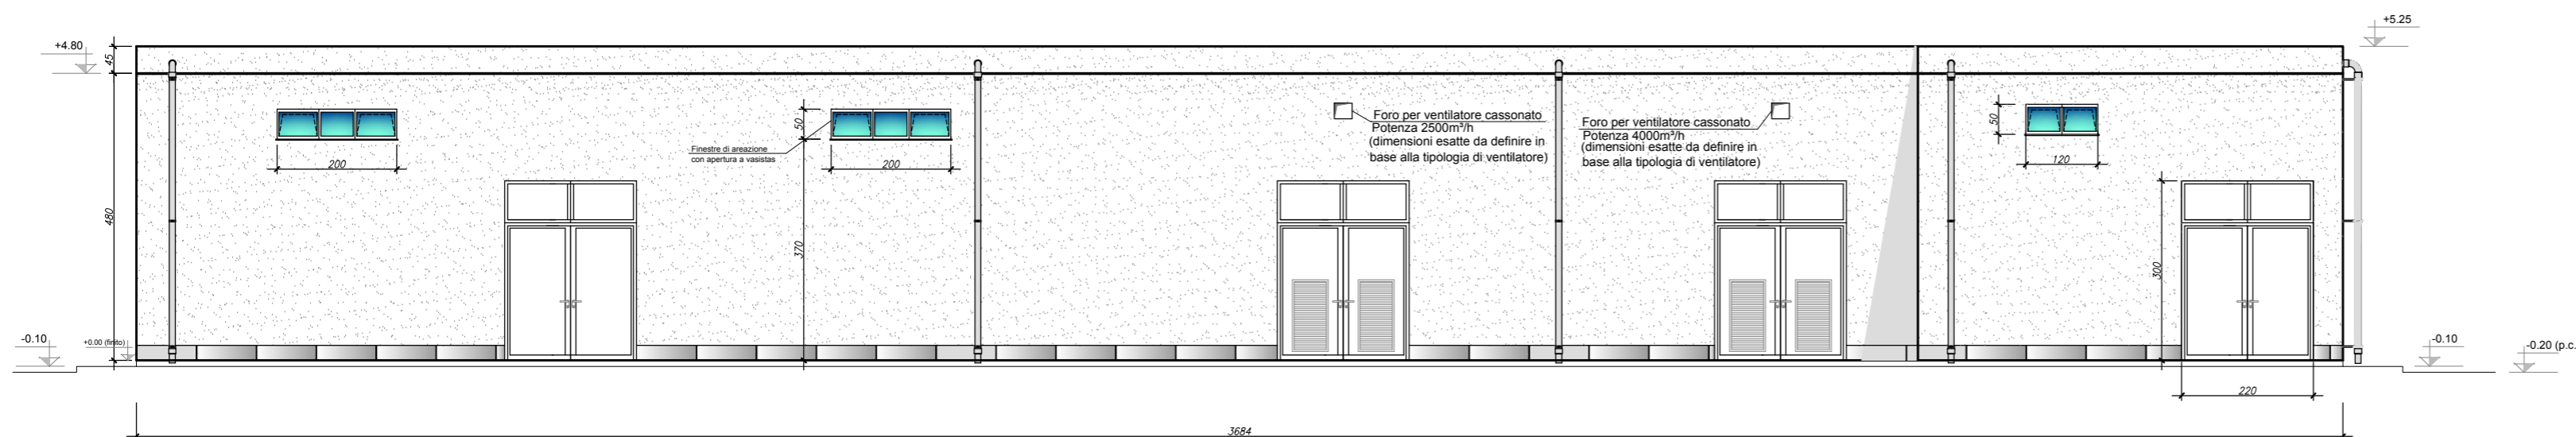 +5.25
+4.80
45
50
Foro per ventilatore cassonato
Potenza 2500m³/h
(dimensioni esatte da definire in
base alla tipologia di ventilatore)
Foro per ventilatore cassonato
Potenza 4000m³/h
(dimensioni esatte da definire in
base alla tipologia di ventilatore)
50
Finestre di areazione
con apertura a vasistas
200
200
120
480
370
300
-0.10
+0.00 (finito)
-0.10
-0.20 (p.c.
220
3684